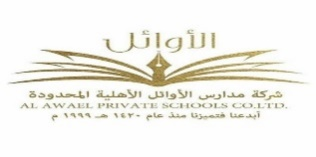 الأوائل
شركة مدارس الأوائل الأهلية المحدودة
AL AWAEL PRIVATE SCHOOLS CO.LTD.
أبدعنا فتميزنا منذ عام ١٤٢٠ هـ ١٩٩٩ م